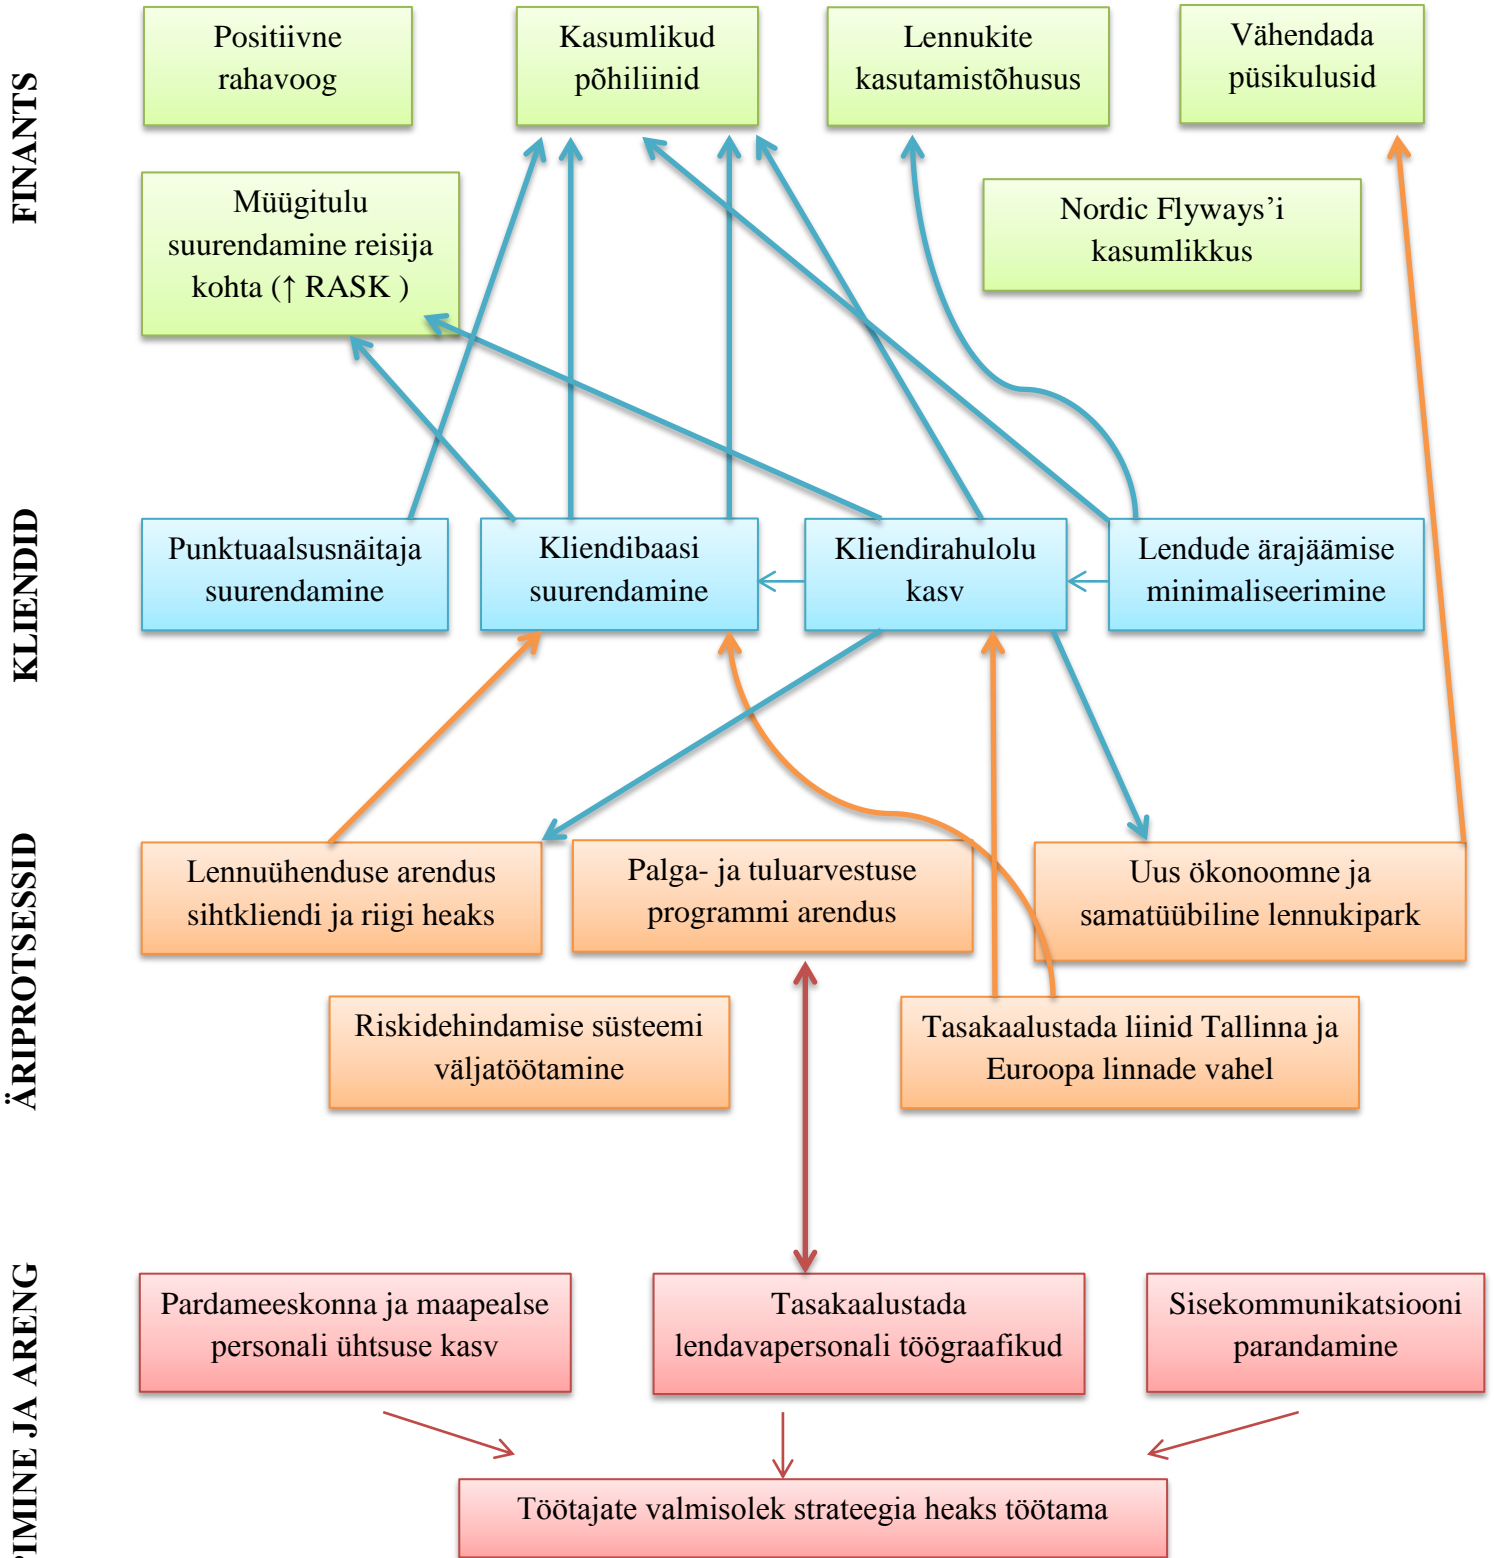 FINANTS
Positiivne
rahavoog
Kasumlikud
põhiliinid
Lennukite
kasutamistõhusus
Vähendada
püsikulusid
Müügitulu
suurendamine reisija
kohta (↑ RASK )
Nordic Flyways’i
kasumlikkus
KLIENDID
Punktuaalsusnäitaja
suurendamine
Kliendibaasi
suurendamine
Kliendirahulolu
kasv
Lendude ärajäämise
minimaliseerimine
ÄRIPROTSESSID
Lennuühenduse arendus
sihtkliendi ja riigi heaks
Palga- ja tuluarvestuse
programmi arendus
Uus ökonoomne ja
samatüübiline lennukipark
Riskidehindamise süsteemi
väljatöötamine
Tasakaalustada liinid Tallinna ja
Euroopa linnade vahel
PIMINE JA ARENG
Pardameeskonna ja maapealse
personali ühtsuse kasv
Tasakaalustada
lendavapersonali töögraafikud
Sisekommunikatsiooni
parandamine
Töötajate valmisolek strateegia heaks töötama